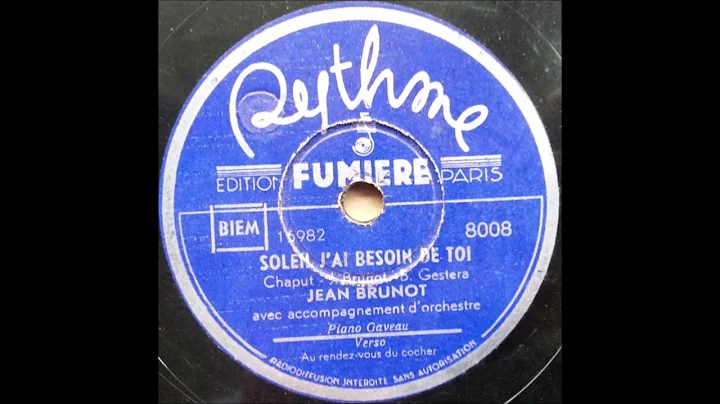 Rythme
EDITION FUMIERE PARIS
BIEM 16982 8008
SOLEIL J'AI BESOIN DE TOI
Chaput - J. Brunot - B. Gestera
JEAN BRUNOT
avec accompagnement d'orchestre
Piano Gaveau
Verso
Au rendez-vous du cocher
RADIODIFFUSION INTERDITE SANS AUTORISATION